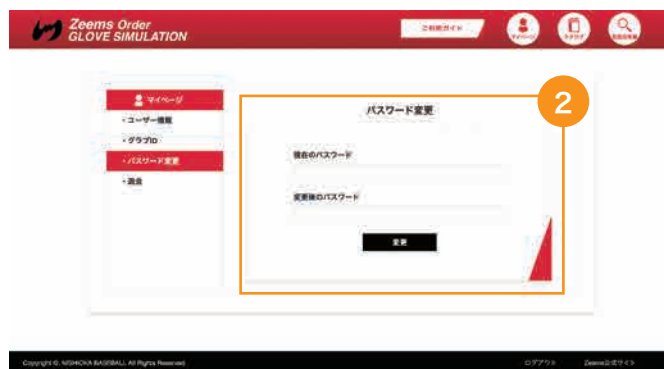 Zeems Order
GLOVE SIMULATION
ご利用ガイド
マイページ
カタログ
マイページ
・ユーザー情報
・グラブID
・パスワード変更
・退会
2
パスワード変更
現在のパスワード
変更後のパスワード
変更
Copyright ©. NISHIOKA BASEBALL. All Rights Reserved
ログアウト
Zeems公式サイト